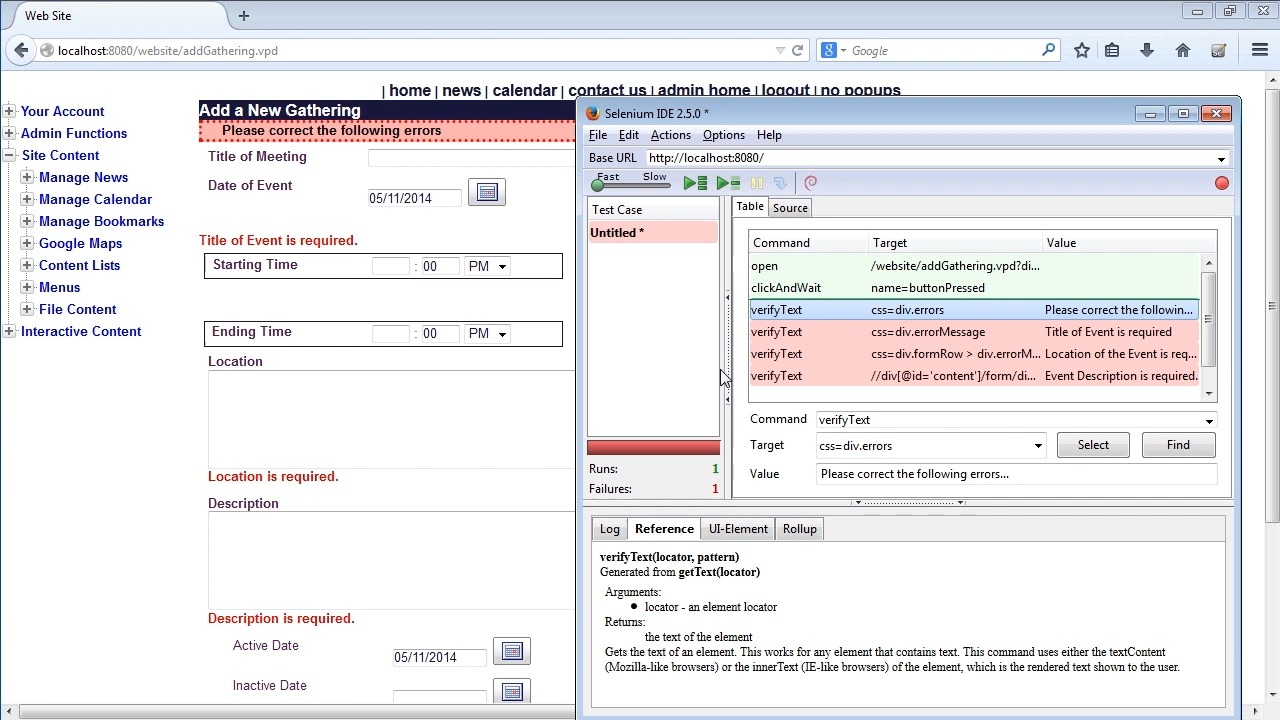 Web Site
localhost:8080/website/addGathering.vpd
Google
| home | news | calendar | contact us | admin home | logout | no popups
Your Account
Admin Functions
Site Content
Manage News
Manage Calendar
Manage Bookmarks
Google Maps
Content Lists
Menus
File Content
Interactive Content
Add a New Gathering
Please correct the following errors
Title of Meeting
Date of Event
05/11/2014
Title of Event is required.
Starting Time
: 00 PM
Ending Time
: 00 PM
Location
Location is required.
Description
Description is required.
Active Date
05/11/2014
Inactive Date
Selenium IDE 2.5.0 *
File Edit Actions Options Help
Base URL http://localhost:8080/
Fast Slow
Test Case
Untitled *
Runs: 1
Failures: 1
Table Source
Command Target Value
open /website/addGathering.vpd?di...
clickAndWait name=buttonPressed
verifyText css=div.errors Please correct the followin...
verifyText css=div.errorMessage Title of Event is required
verifyText css=div.formRow > div.errorM... Location of the Event is req...
verifyText //div[@id='content']/form/di... Event Description is required.
Command verifyText
Target css=div.errors Select Find
Value Please correct the following errors...
Log Reference UI-Element Rollup
verifyText(locator, pattern)
Generated from getText(locator)
Arguments:
● locator - an element locator
Returns:
the text of the element
Gets the text of an element. This works for any element that contains text. This command uses either the textContent
(Mozilla-like browsers) or the innerText (IE-like browsers) of the element, which is the rendered text shown to the user.